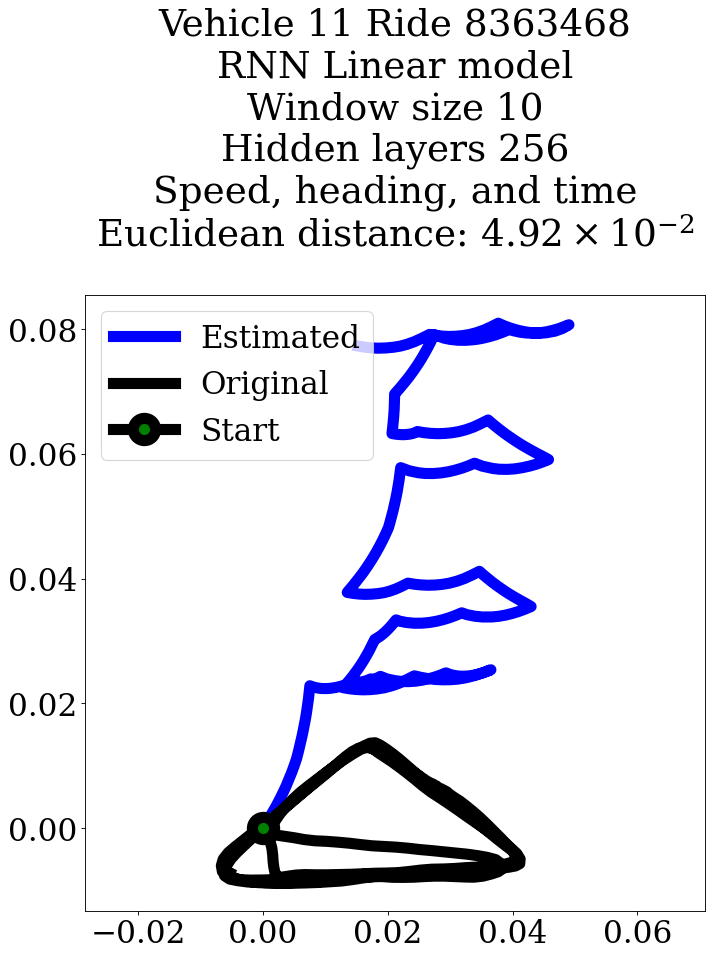 Vehicle 11 Ride 8363468
RNN Linear model
Window size 10
Hidden layers 256
Speed, heading, and time
Euclidean distance: 4.92 × 10⁻²
Estimated
Original
Start
0.08
0.06
0.04
0.02
0.00
−0.02 0.00 0.02 0.04 0.06